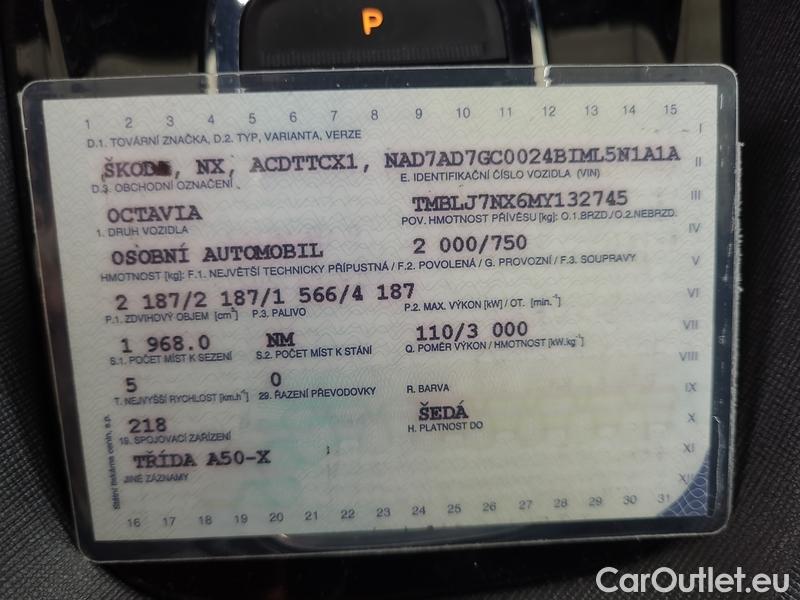 P
1 2 3 4 5 6 7 8 9 10 11 12 13 14 15
D.1. TOVÁRNÍ ZNAČKA, D.2. TYP, VARIANTA, VERZE
I
ŠKODA, NX, ACDTTCX1, NAD7AD7GC0024BIML5N1A1A
II
D.3. OBCHODNÍ OZNAČENÍ
E. IDENTIFIKAČNÍ ČÍSLO VOZIDLA (VIN)
OCTAVIA
TMBLJ7NX6MY132745
III
1. DRUH VOZIDLA
POV. HMOTNOST PŘÍVĚSU [kg]: O.1.BRZD./O.2.NEBRZD.
OSOBNÍ AUTOMOBIL
2 000/750
IV
HMOTNOST [kg]: F.1. NEJVĚTŠÍ TECHNICKY PŘÍPUSTNÁ / F.2. POVOLENÁ / G. PROVOZNÍ / F.3. SOUPRAVY
V
2 187/2 187/1 566/4 187
VI
P.1. ZDVIHOVÝ OBJEM [cm³]
P.3. PALIVO
P.2. MAX. VÝKON [kW] / OT. [min.⁻¹]
1 968.0
NM
110/3 000
VII
S.1. POČET MÍST K SEZENÍ
S.2. POČET MÍST K STÁNÍ
Q. POMĚR VÝKON / HMOTNOST [kW.kg⁻¹]
VIII
5
0
T. NEJVYŠŠÍ RYCHLOST [km.h⁻¹]
29. ŘAZENÍ PŘEVODOVKY
R. BARVA
IX
218
ŠEDÁ
X
19. SPOJOVACÍ ZAŘÍZENÍ
H. PLATNOST DO
TŘÍDA A50-X
XI
JINÉ ZÁZNAMY
XII
Státní tiskárna cenin, s.p.
16 17 18 19 20 21 22 23 24 25 26 27 28 29 30 31
CarOutlet.eu